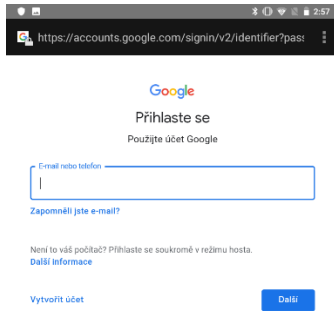 2:57
https://accounts.google.com/signin/v2/identifier?pass
Google
Přihlaste se
Použijte účet Google
E-mail nebo telefon
Zapomněli jste e-mail?
Není to váš počítač? Přihlaste se soukromě v režimu hosta.
Další informace
Vytvořit účet
Další